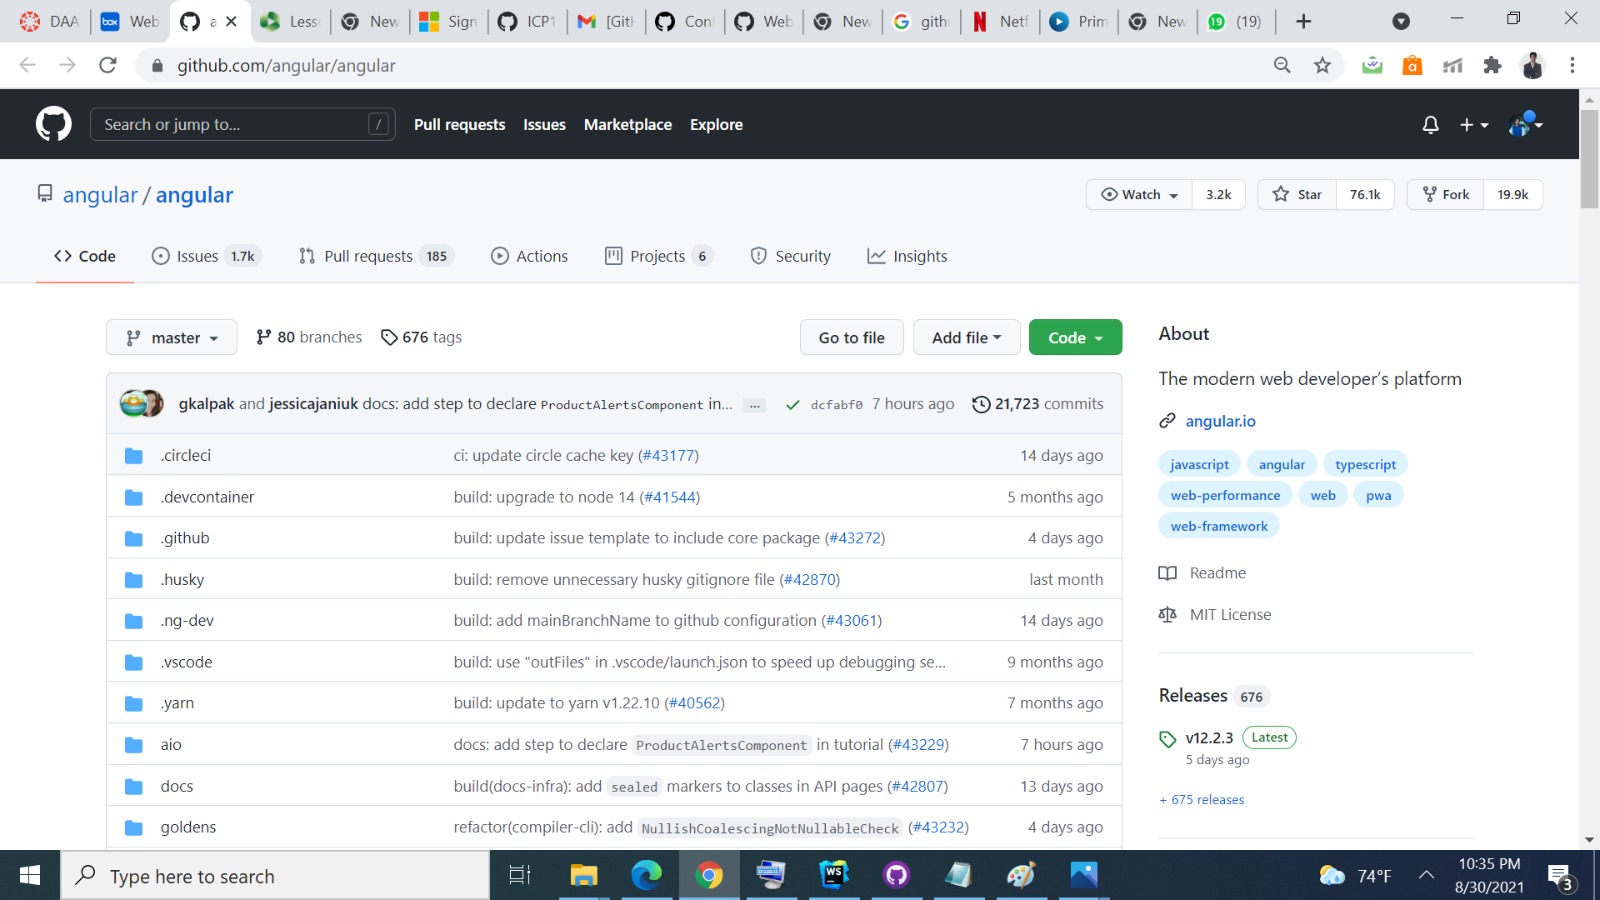 DAA
box Web
a
Lesso
New
Sign
ICP1
[Gith
Con
Web
New
G gith
N Netf
Prim
New
19 (19)
github.com/angular/angular
Search or jump to... /
Pull requests Issues Marketplace Explore
angular / angular
Watch 3.2k Star 76.1k Fork 19.9k
Code Issues 1.7k Pull requests 185 Actions Projects 6 Security Insights
master 80 branches 676 tags Go to file Add file Code
gkalpak and jessicajaniuk docs: add step to declare ProductAlertsComponent in... ... dcfabf0 7 hours ago 21,723 commits
.circleci ci: update circle cache key (#43177) 14 days ago
.devcontainer build: upgrade to node 14 (#41544) 5 months ago
.github build: update issue template to include core package (#43272) 4 days ago
.husky build: remove unnecessary husky gitignore file (#42870) last month
.ng-dev build: add mainBranchName to github configuration (#43061) 14 days ago
.vscode build: use "outFiles" in .vscode/launch.json to speed up debugging se... 9 months ago
.yarn build: update to yarn v1.22.10 (#40562) 7 months ago
aio docs: add step to declare ProductAlertsComponent in tutorial (#43229) 7 hours ago
docs build(docs-infra): add sealed markers to classes in API pages (#42807) 13 days ago
goldens refactor(compiler-cli): add NullishCoalescingNotNullableCheck (#43232) 4 days ago
About
The modern web developer's platform
angular.io
javascript angular typescript
web-performance web pwa
web-framework
Readme
MIT License
Releases 676
v12.2.3 Latest
5 days ago
+ 675 releases
Type here to search
WS
74°F
10:35 PM
8/30/2021
3